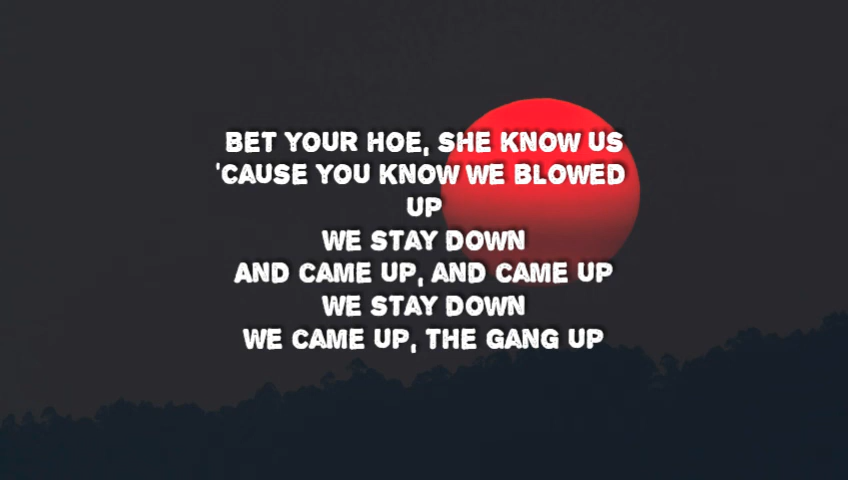 BET YOUR HOE, SHE KNOW US
'CAUSE YOU KNOW WE BLOWED
UP
WE STAY DOWN
AND CAME UP, AND CAME UP
WE STAY DOWN
WE CAME UP, THE GANG UP